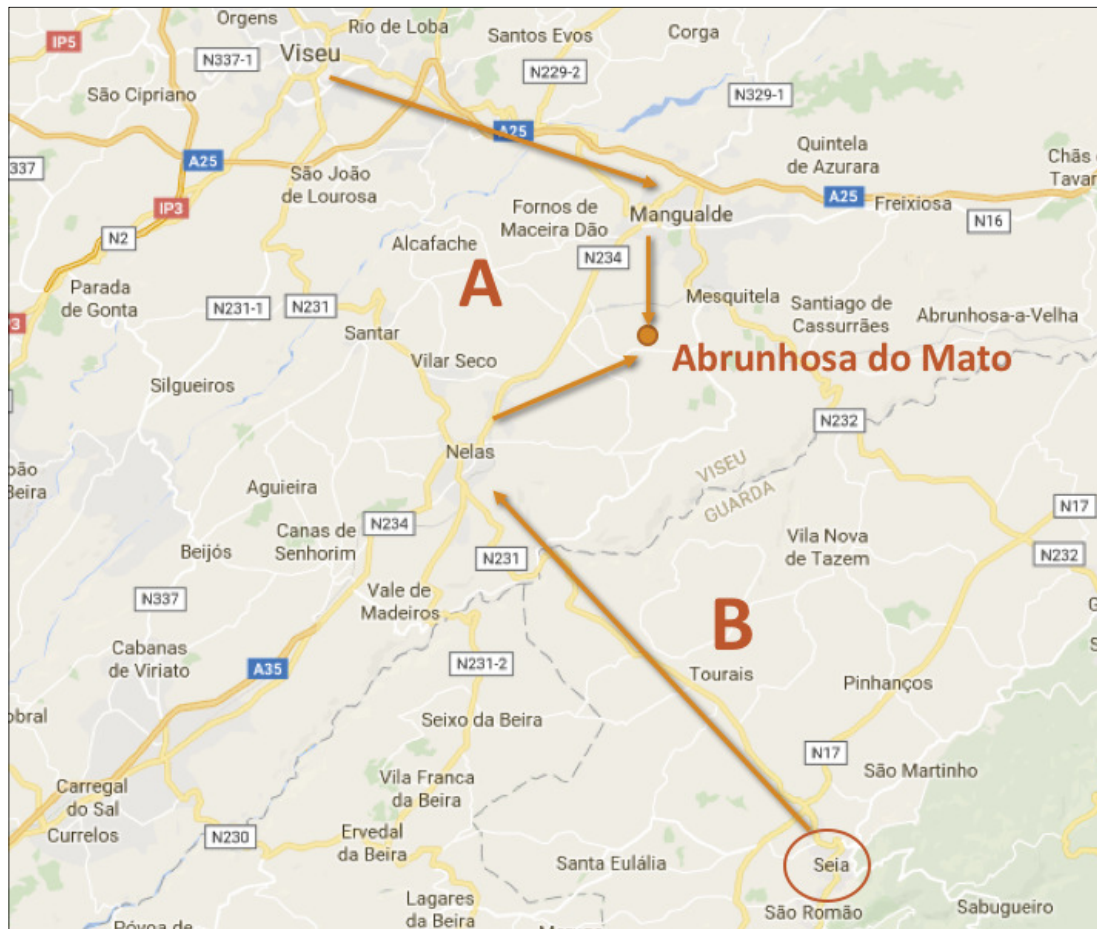 Orgens
Rio de Loba
Corga
IP5
Santos Evos
Viseu
N337-1
N229-2
São Cipriano
N329-1
A25
Quintela
de Azurara
337
A25
São João
de Lourosa
Chãs
Tavar
A25
Freixiosa
IP3
Fornos de
Maceira Dão
Mangualde
N16
N2
Alcafache
N234
A
Parada
de Gonta
Mesquitela
N231-1
N231
Santiago de
Cassurrães
Abrunhosa-a-Velha
3
Santar
Abrunhosa do Mato
Vilar Seco
Silgueiros
N232
Nelas
VISEU
GUARDA
Beira
Aguieira
N17
N234
Canas de
Senhorim
Vila Nova
de Tazem
Beijós
N231
N232
N337
Vale de
Madeiros
B
Cabanas
de Viriato
A35
N231-2
Tourais
Pinhanços
obral
Seixo da Beira
N17
São Martinho
Vila Franca
da Beira
Carregal
do Sal
Currelos
N230
Ervedal
da Beira
Santa Eulália
Seia
Lagares
da Beira
São Romão
Sabugueiro
Póvoa de